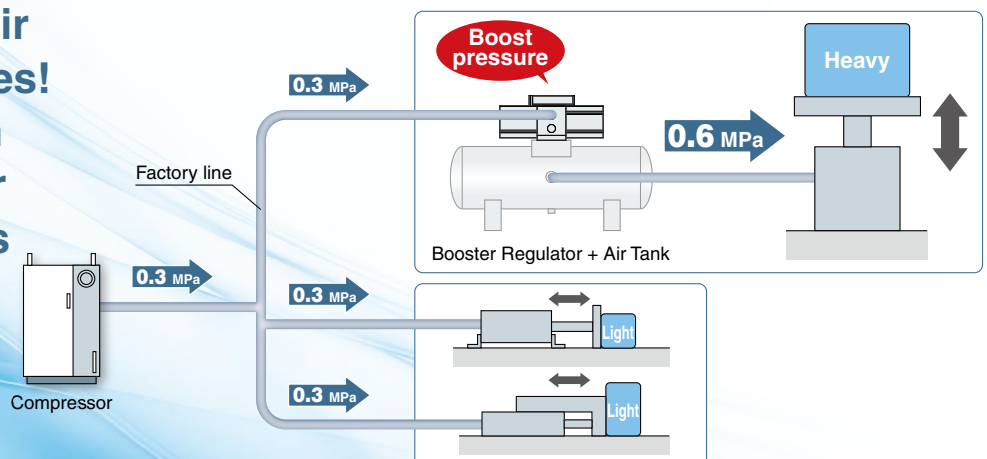 ir
es!
Boost
pressure
Heavy
0.3 MPa
0.6 MPa
Factory line
r
s
Booster Regulator + Air Tank
0.3 MPa
0.3 MPa
Light
0.3 MPa
Light
Compressor